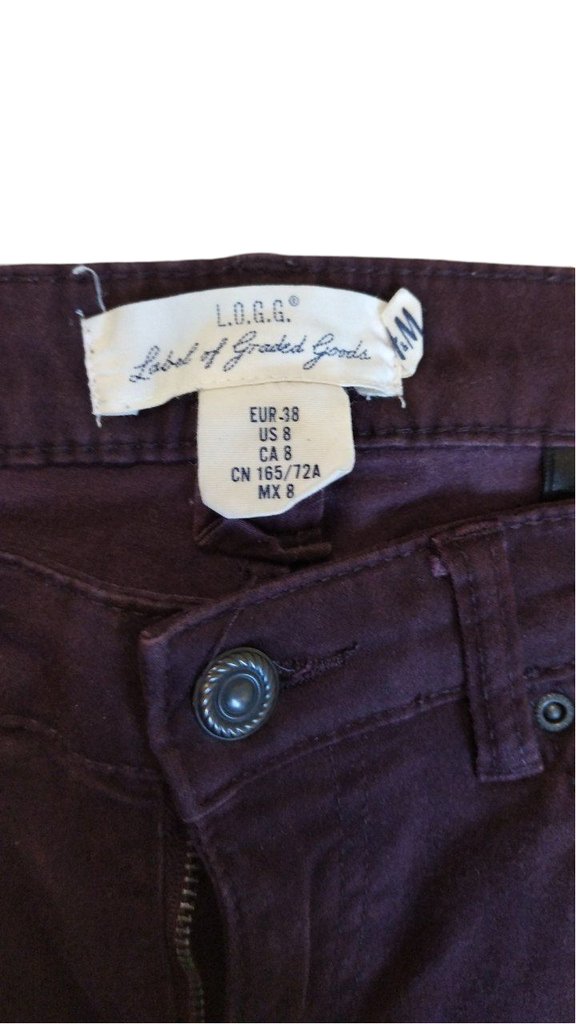 L.O.G.G.®
Label of Graded Goods
&M
EUR 38
US 8
CA 8
CN 165/72A
MX 8